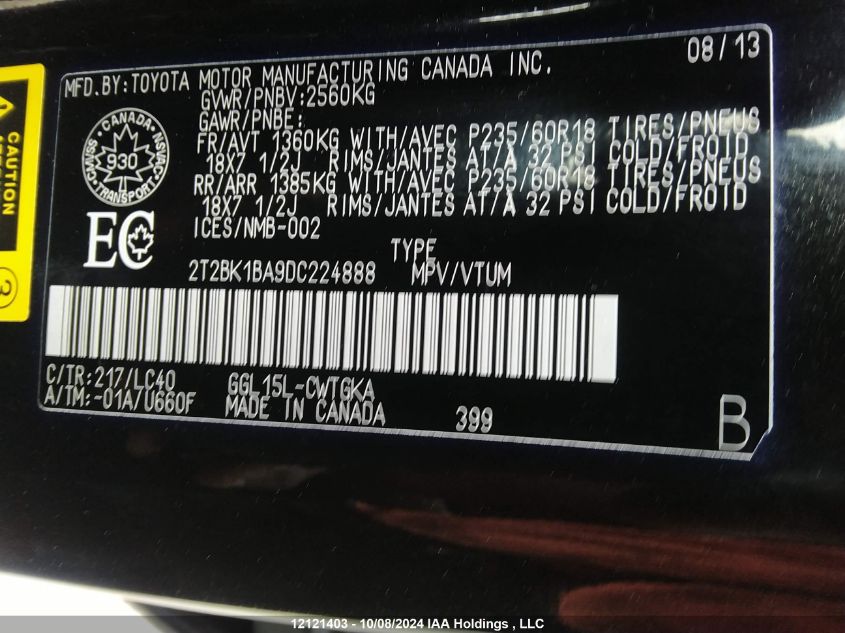 08/13
MFD.BY:TOYOTA MOTOR MANUFACTURING CANADA INC.
GVWR/PNBV:2560KG
GAWR/PNBE:
FR/AVT 1360KG WITH/AVEC P235/60R18 TIRES/PNEUS
18X7 1/2J RIMS/JANTES AT/A 32 PSI COLD/FROID
RR/ARR 1385KG WITH/AVEC P235/60R18 TIRES/PNEUS
18X7 1/2J RIMS/JANTES AT/A 32 PSI COLD/FROID
ICES/NMB-002
CANADA
930
TRANSPORT
EC
TYPE
2T2BK1BA9DC224888 MPV/VTUM
C/TR:217/LC40 GGL15L-CWTGKA
A/TM:-01A/U660F MADE IN CANADA 399
B
CAUTION
3
12121403 - 10/08/2024 IAA Holdings , LLC